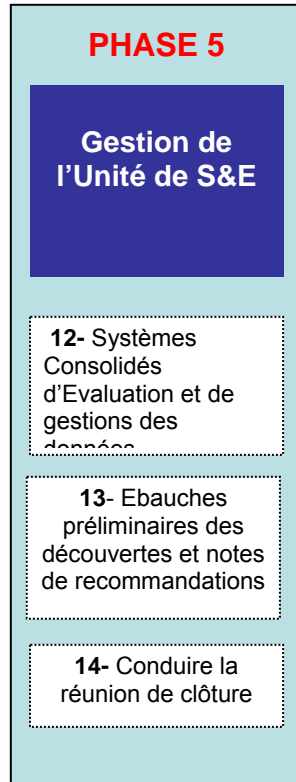 PHASE 5
Gestion de
l'Unité de S&E
12- Systèmes
Consolidés
d'Evaluation et de
gestions des
données
13- Ebauches
préliminaires des
découvertes et notes
de recommandations
14- Conduire la
réunion de clôture